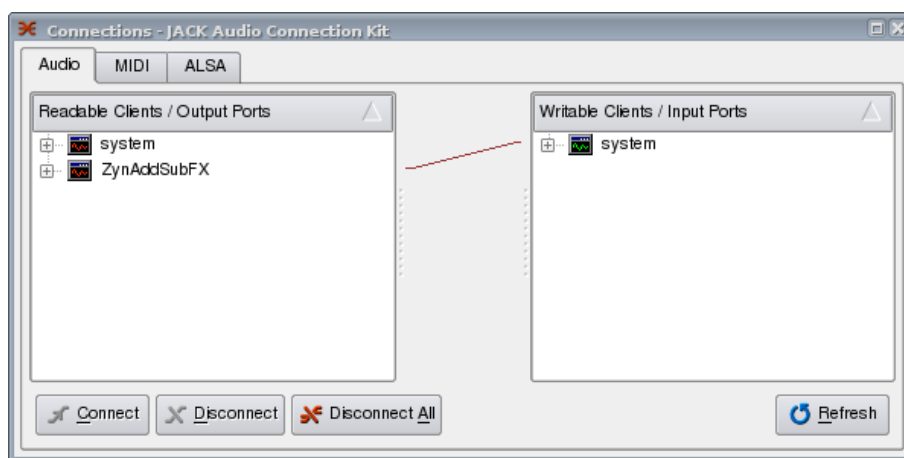 Connections - JACK Audio Connection Kit
Audio MIDI ALSA
Readable Clients / Output Ports Writable Clients / Input Ports
system system
ZynAddSubFX
Connect Disconnect Disconnect All Refresh